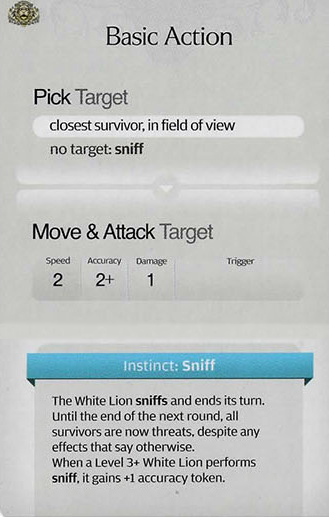 Basic Action
Pick Target
closest survivor, in field of view
no target: sniff
Move & Attack Target
Speed Accuracy Damage Trigger
2 2+ 1
Instinct: Sniff
The White Lion sniffs and ends its turn.
Until the end of the next round, all
survivors are now threats, despite any
effects that say otherwise.
When a Level 3+ White Lion performs
sniff, it gains +1 accuracy token.